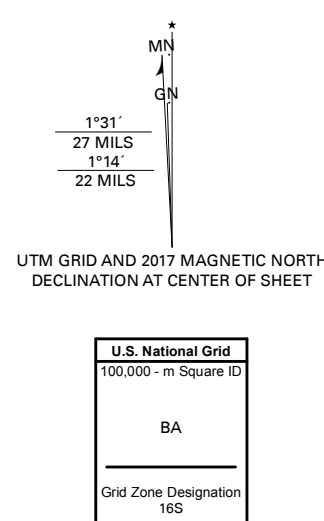 ★
MN
GN
1°31´
27 MILS
1°14´
22 MILS
UTM GRID AND 2017 MAGNETIC NORTH
DECLINATION AT CENTER OF SHEET
U.S. National Grid
100,000 - m Square ID
BA
Grid Zone Designation
16S